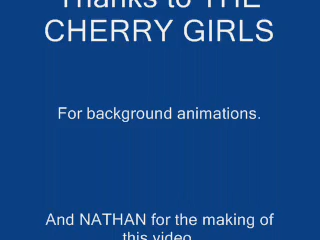 Thanks to THE
CHERRY GIRLS
For background animations.
And NATHAN for the making of
this video